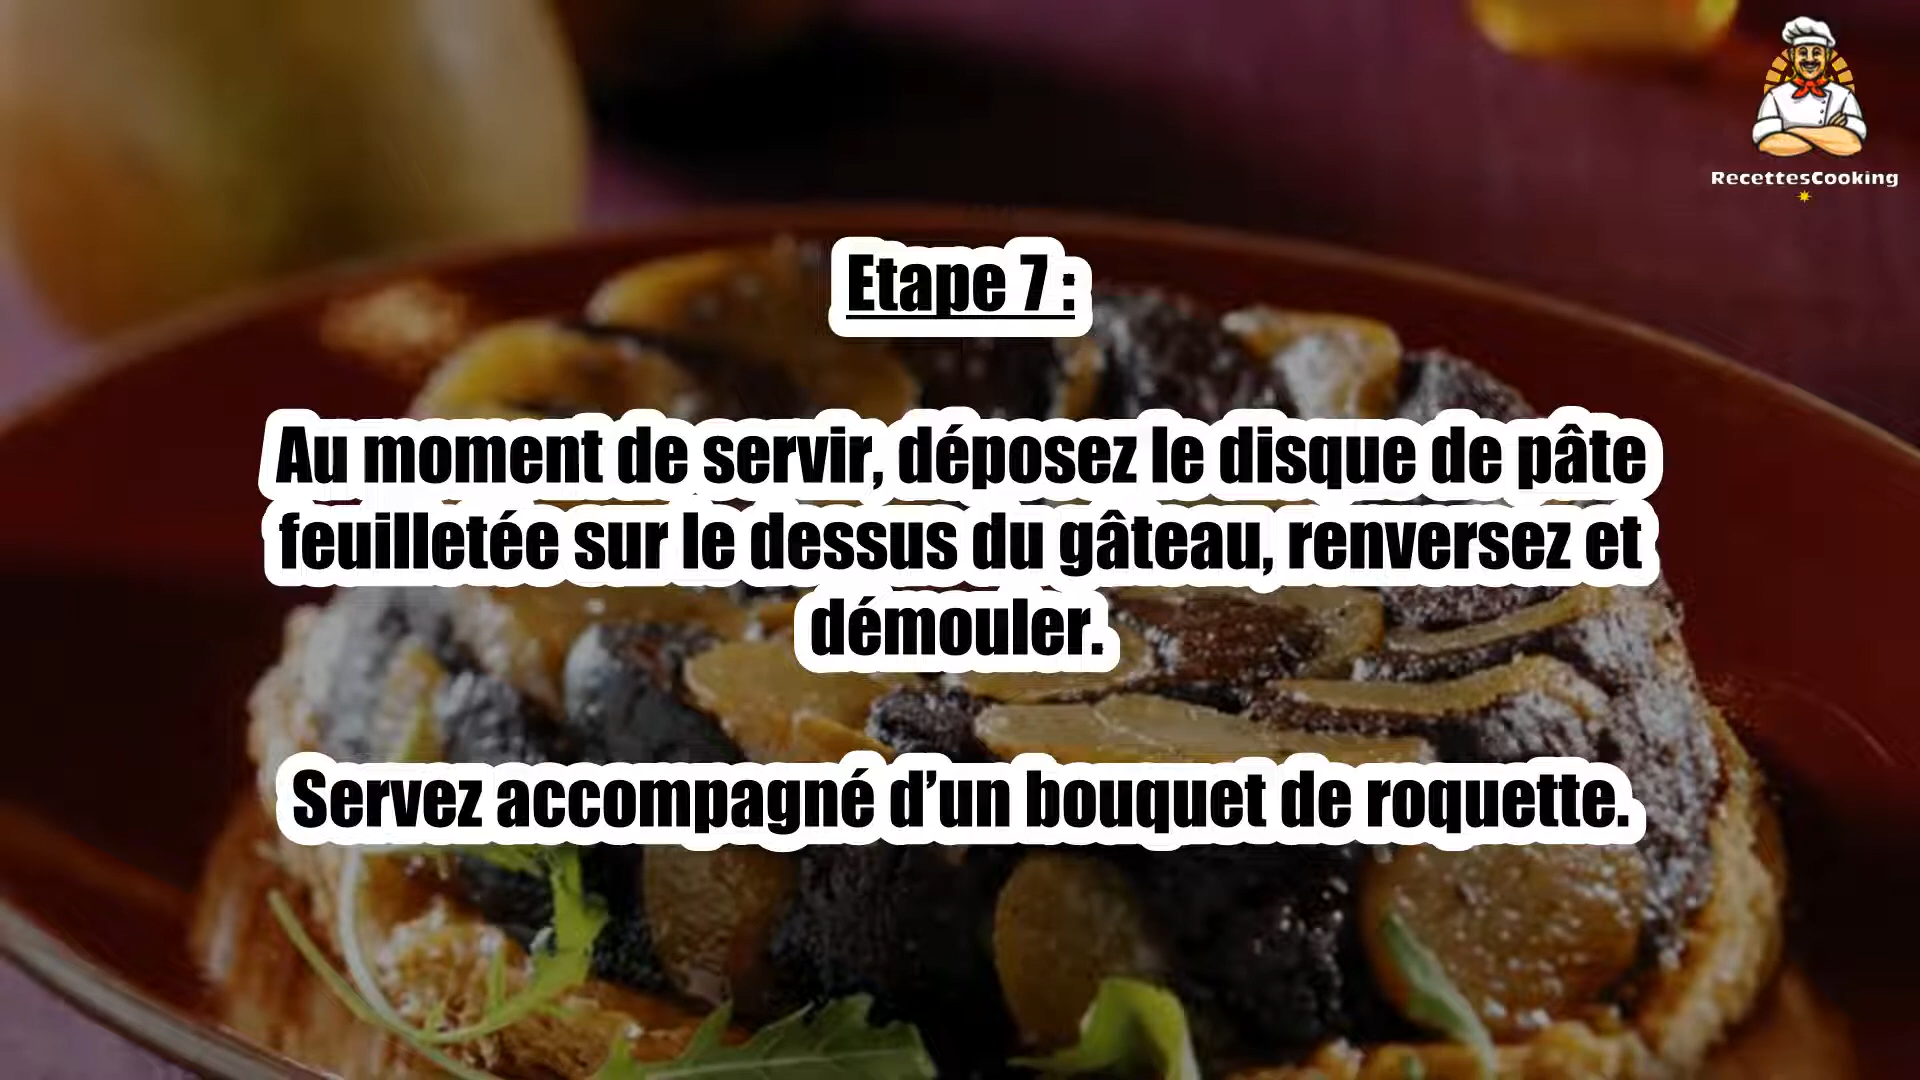 RecettesCooking
Etape 7 :
Au moment de servir, déposez le disque de pâte
feuilletée sur le dessus du gâteau, renversez et
démouler.
Servez accompagné d’un bouquet de roquette.